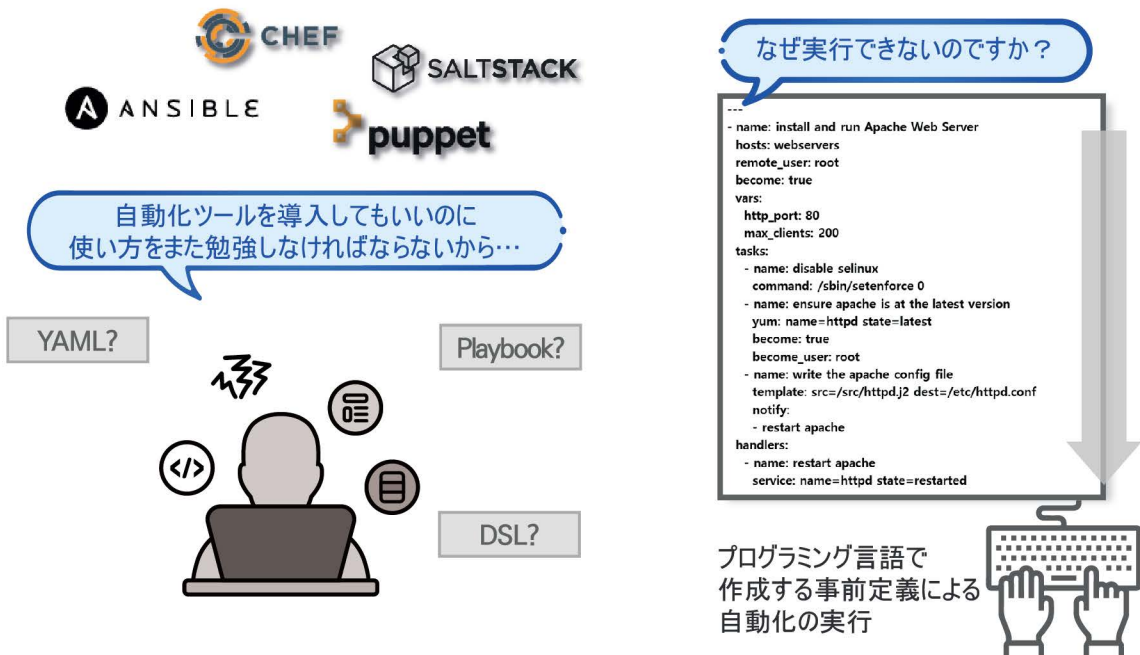 CHEF
SALTSTACK
ANSIBLE
puppet
自動化ツールを導入してもいいのに
使い方をまた勉強しなければならないから…
YAML?
Playbook?
</>
DSL?
なぜ実行できないのですか？
---
- name: install and run Apache Web Server
hosts: webservers
remote_user: root
become: true
vars:
http_port: 80
max_clients: 200
tasks:
- name: disable selinux
command: /sbin/setenforce 0
- name: ensure apache is at the latest version
yum: name=httpd state=latest
become: true
become_user: root
- name: write the apache config file
template: src=/src/httpd.j2 dest=/etc/httpd.conf
notify:
- restart apache
handlers:
- name: restart apache
service: name=httpd state=restarted
プログラミング言語で
作成する事前定義による
自動化の実行